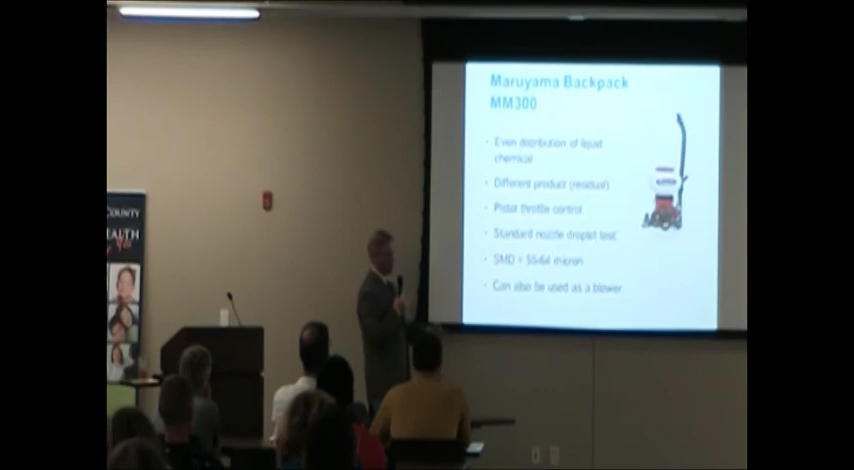 Maruyama Backpack
MM300
· Even distribution of liquid
chemical
· Different product (residual)
· Pistol throttle control
· Standard nozzle droplet test
· SMD = 55-64 micron
· Can also be used as a blower
COUNTY